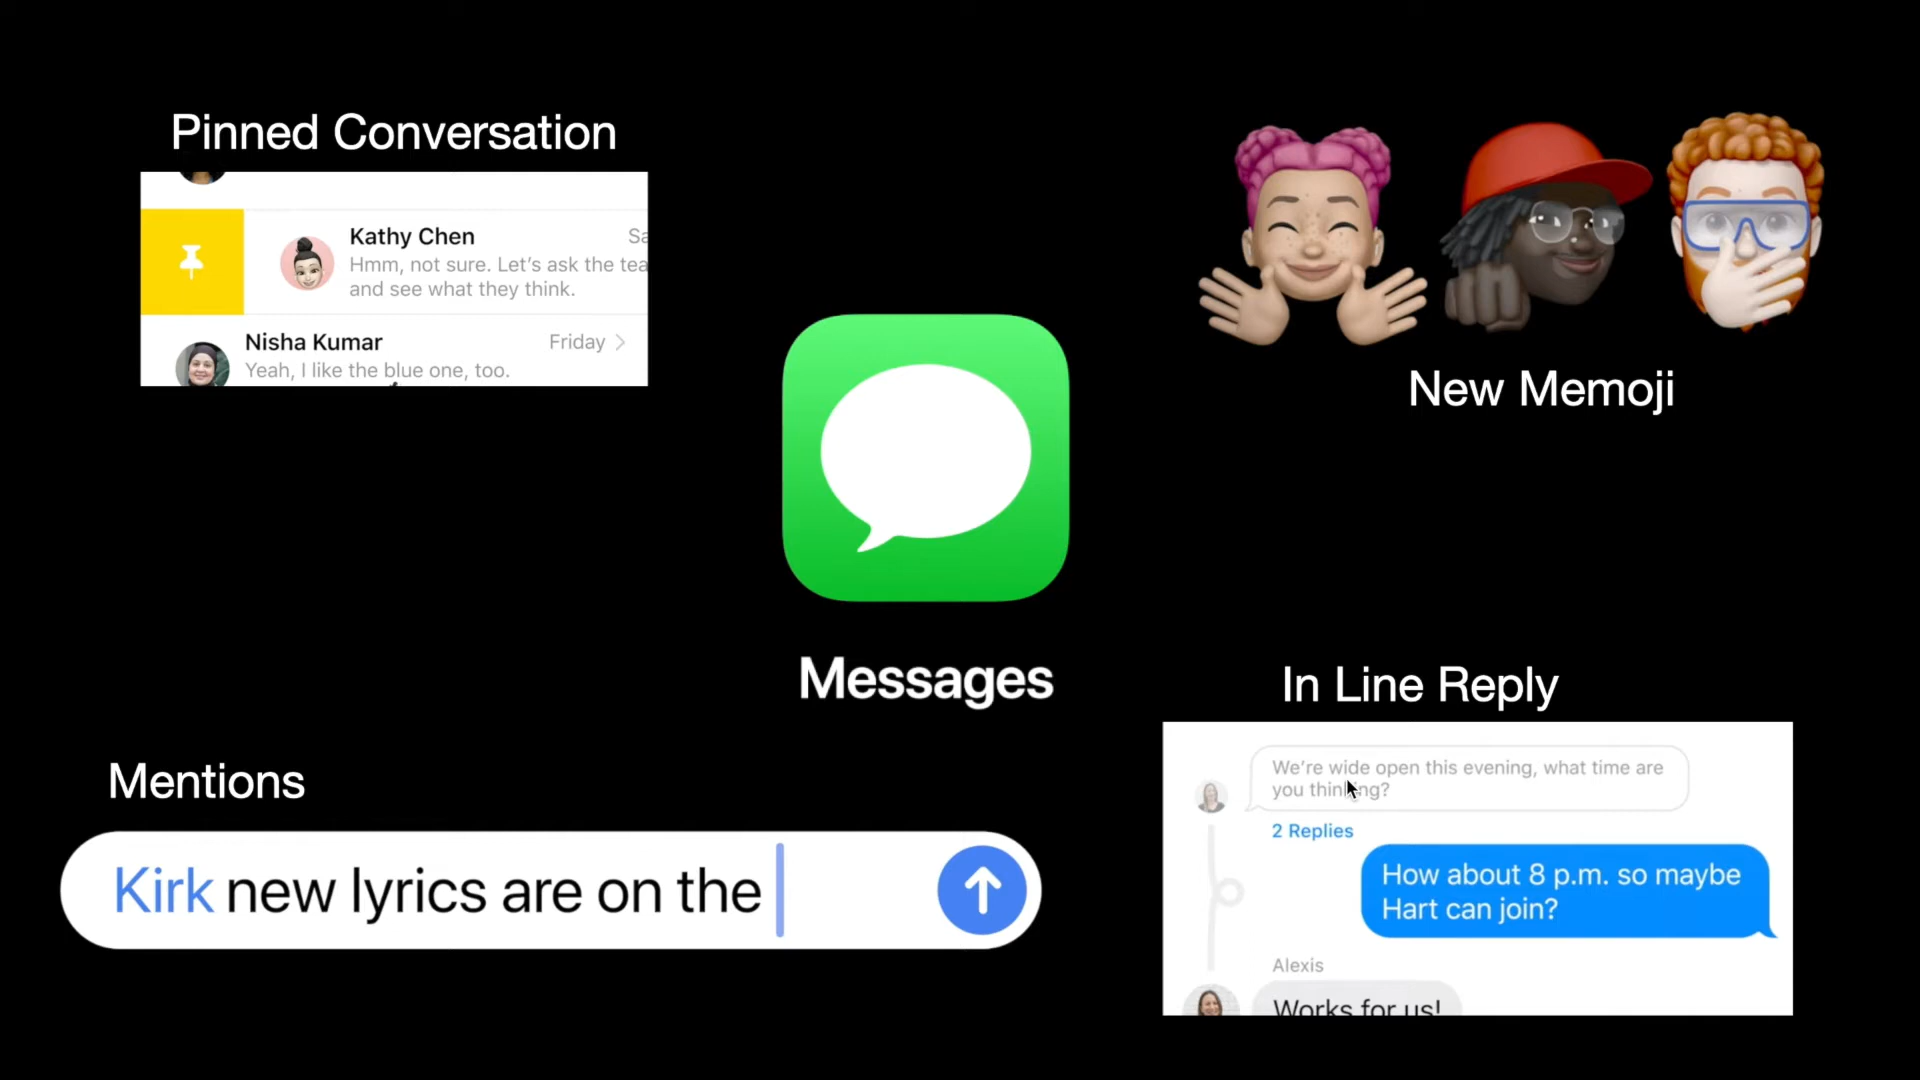 Pinned Conversation
Kathy Chen
Hmm, not sure. Let's ask the tea
and see what they think.
Nisha Kumar
Friday
Yeah, I like the blue one, too.
New Memoji
Messages
Mentions
Kirk new lyrics are on the
In Line Reply
We're wide open this evening, what time are
you thinking?
2 Replies
How about 8 p.m. so maybe
Hart can join?
Alexis
Works for us!